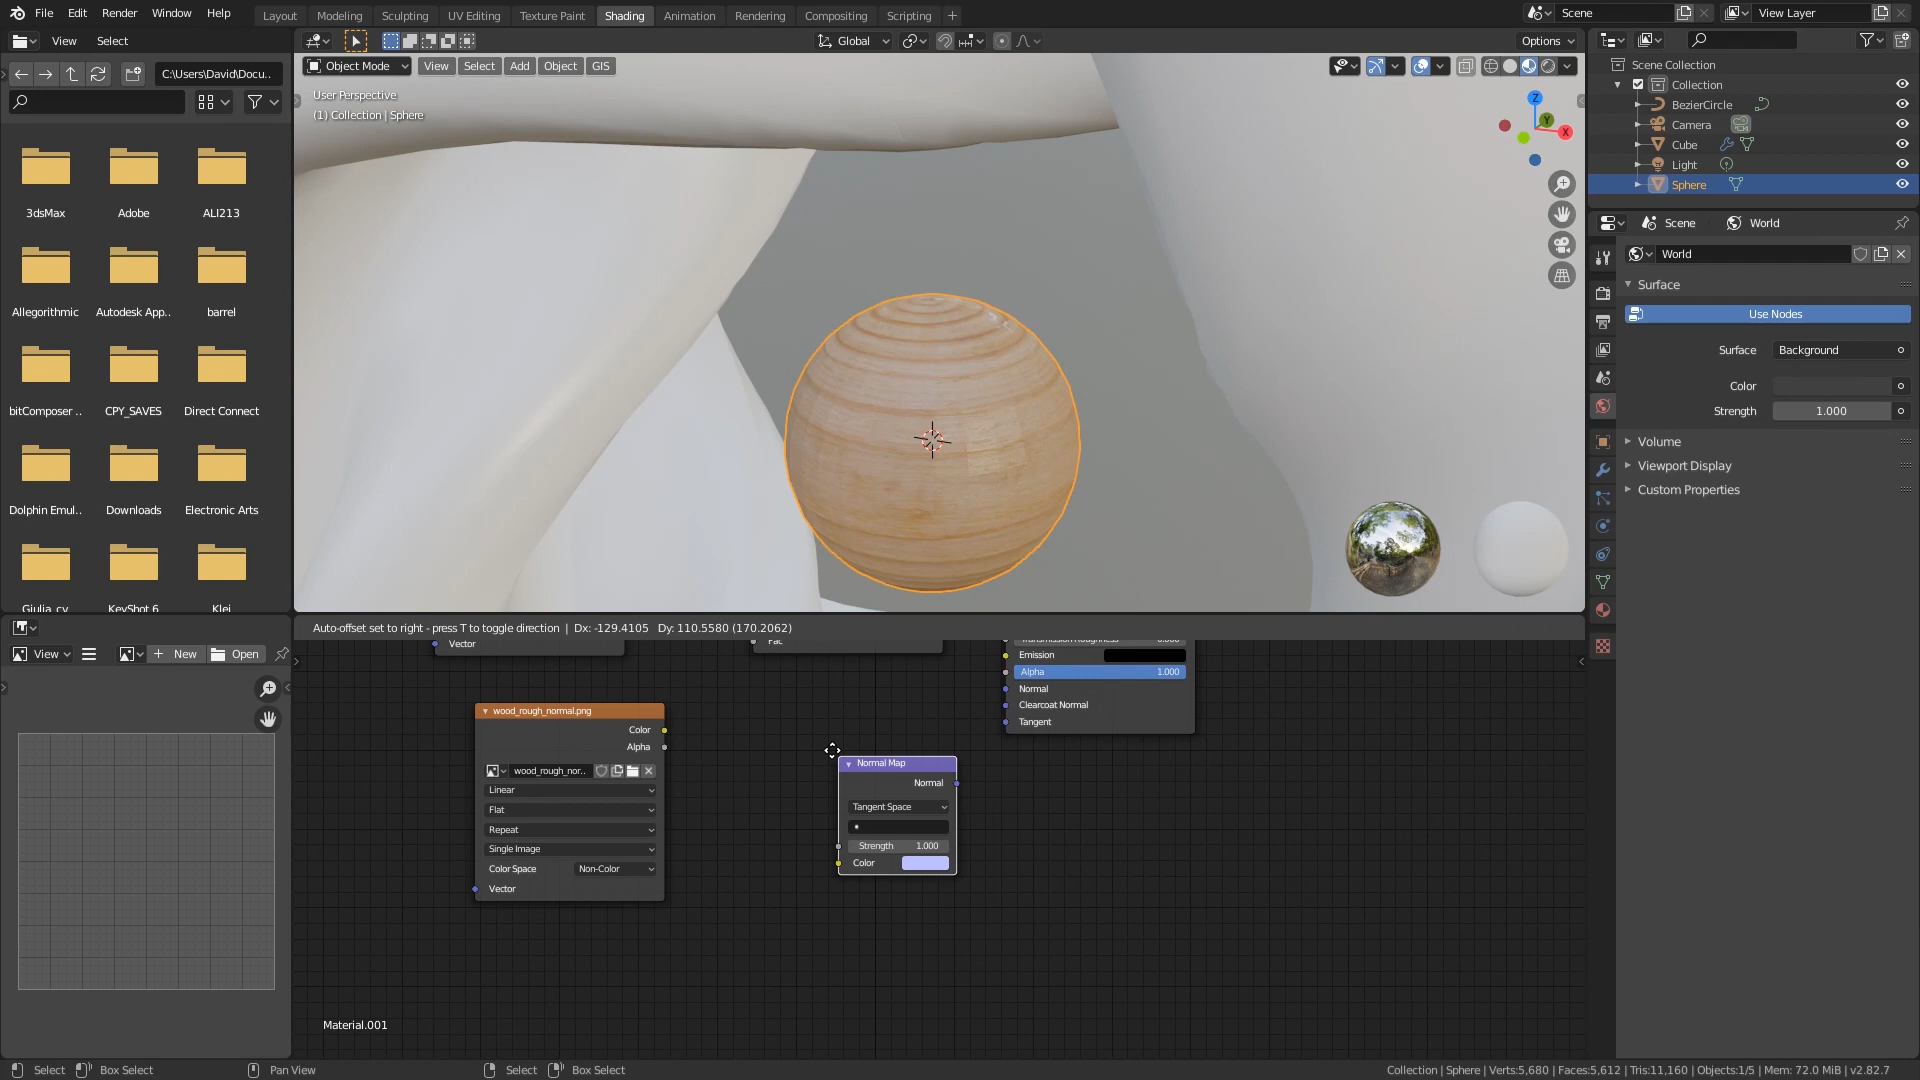 File Edit Render Window Help Layout Modeling Sculpting UV Editing Texture Paint Shading Animation Rendering Compositing Scripting + Scene View Layer
View Select Global Options
C:\Users\David\Docu..
Object Mode View Select Add Object GIS
User Perspective
(1) Collection | Sphere
Z
Y
X
3dsMax Adobe ALI213
Allegorithmic Autodesk App.. barrel
bitComposer .. CPY_SAVES Direct Connect
Dolphin Emul.. Downloads Electronic Arts
Giulia_cy KeyShot 6 Klei
Scene Collection
Collection
BezierCircle
Camera
Cube
Light
Sphere
Scene World
World
Surface
Use Nodes
Surface Background
Color
Strength 1.000
Volume
Viewport Display
Custom Properties
View New Open
Auto-offset set to right - press T to toggle direction | Dx: -129.4105 Dy: 110.5580 (170.2062)
Vector
Fac
Transmission Roughness 0.000
Emission
Alpha 1.000
Normal
Clearcoat Normal
Tangent
wood_rough_normal.png
Color
Alpha
wood_rough_nor..
Linear
Flat
Repeat
Single Image
Color Space Non-Color
Vector
Normal Map
Normal
Tangent Space
Strength 1.000
Color
Material.001
Select Box Select Pan View Select Box Select Collection | Sphere | Verts:5,680 | Faces:5,612 | Tris:11,160 | Objects:1/5 | Mem: 72.0 MiB | v2.82.7